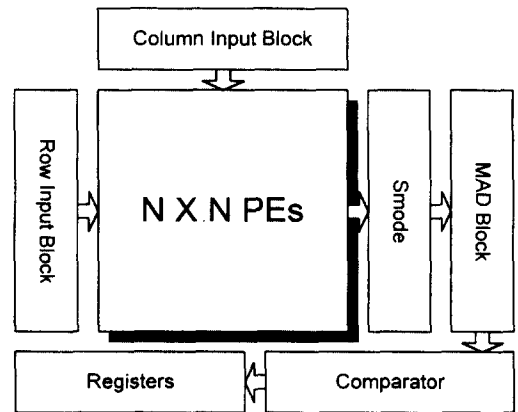 Column Input Block
Row Input Block
N X N PEs
Smode
MAD Block
Registers
Comparator